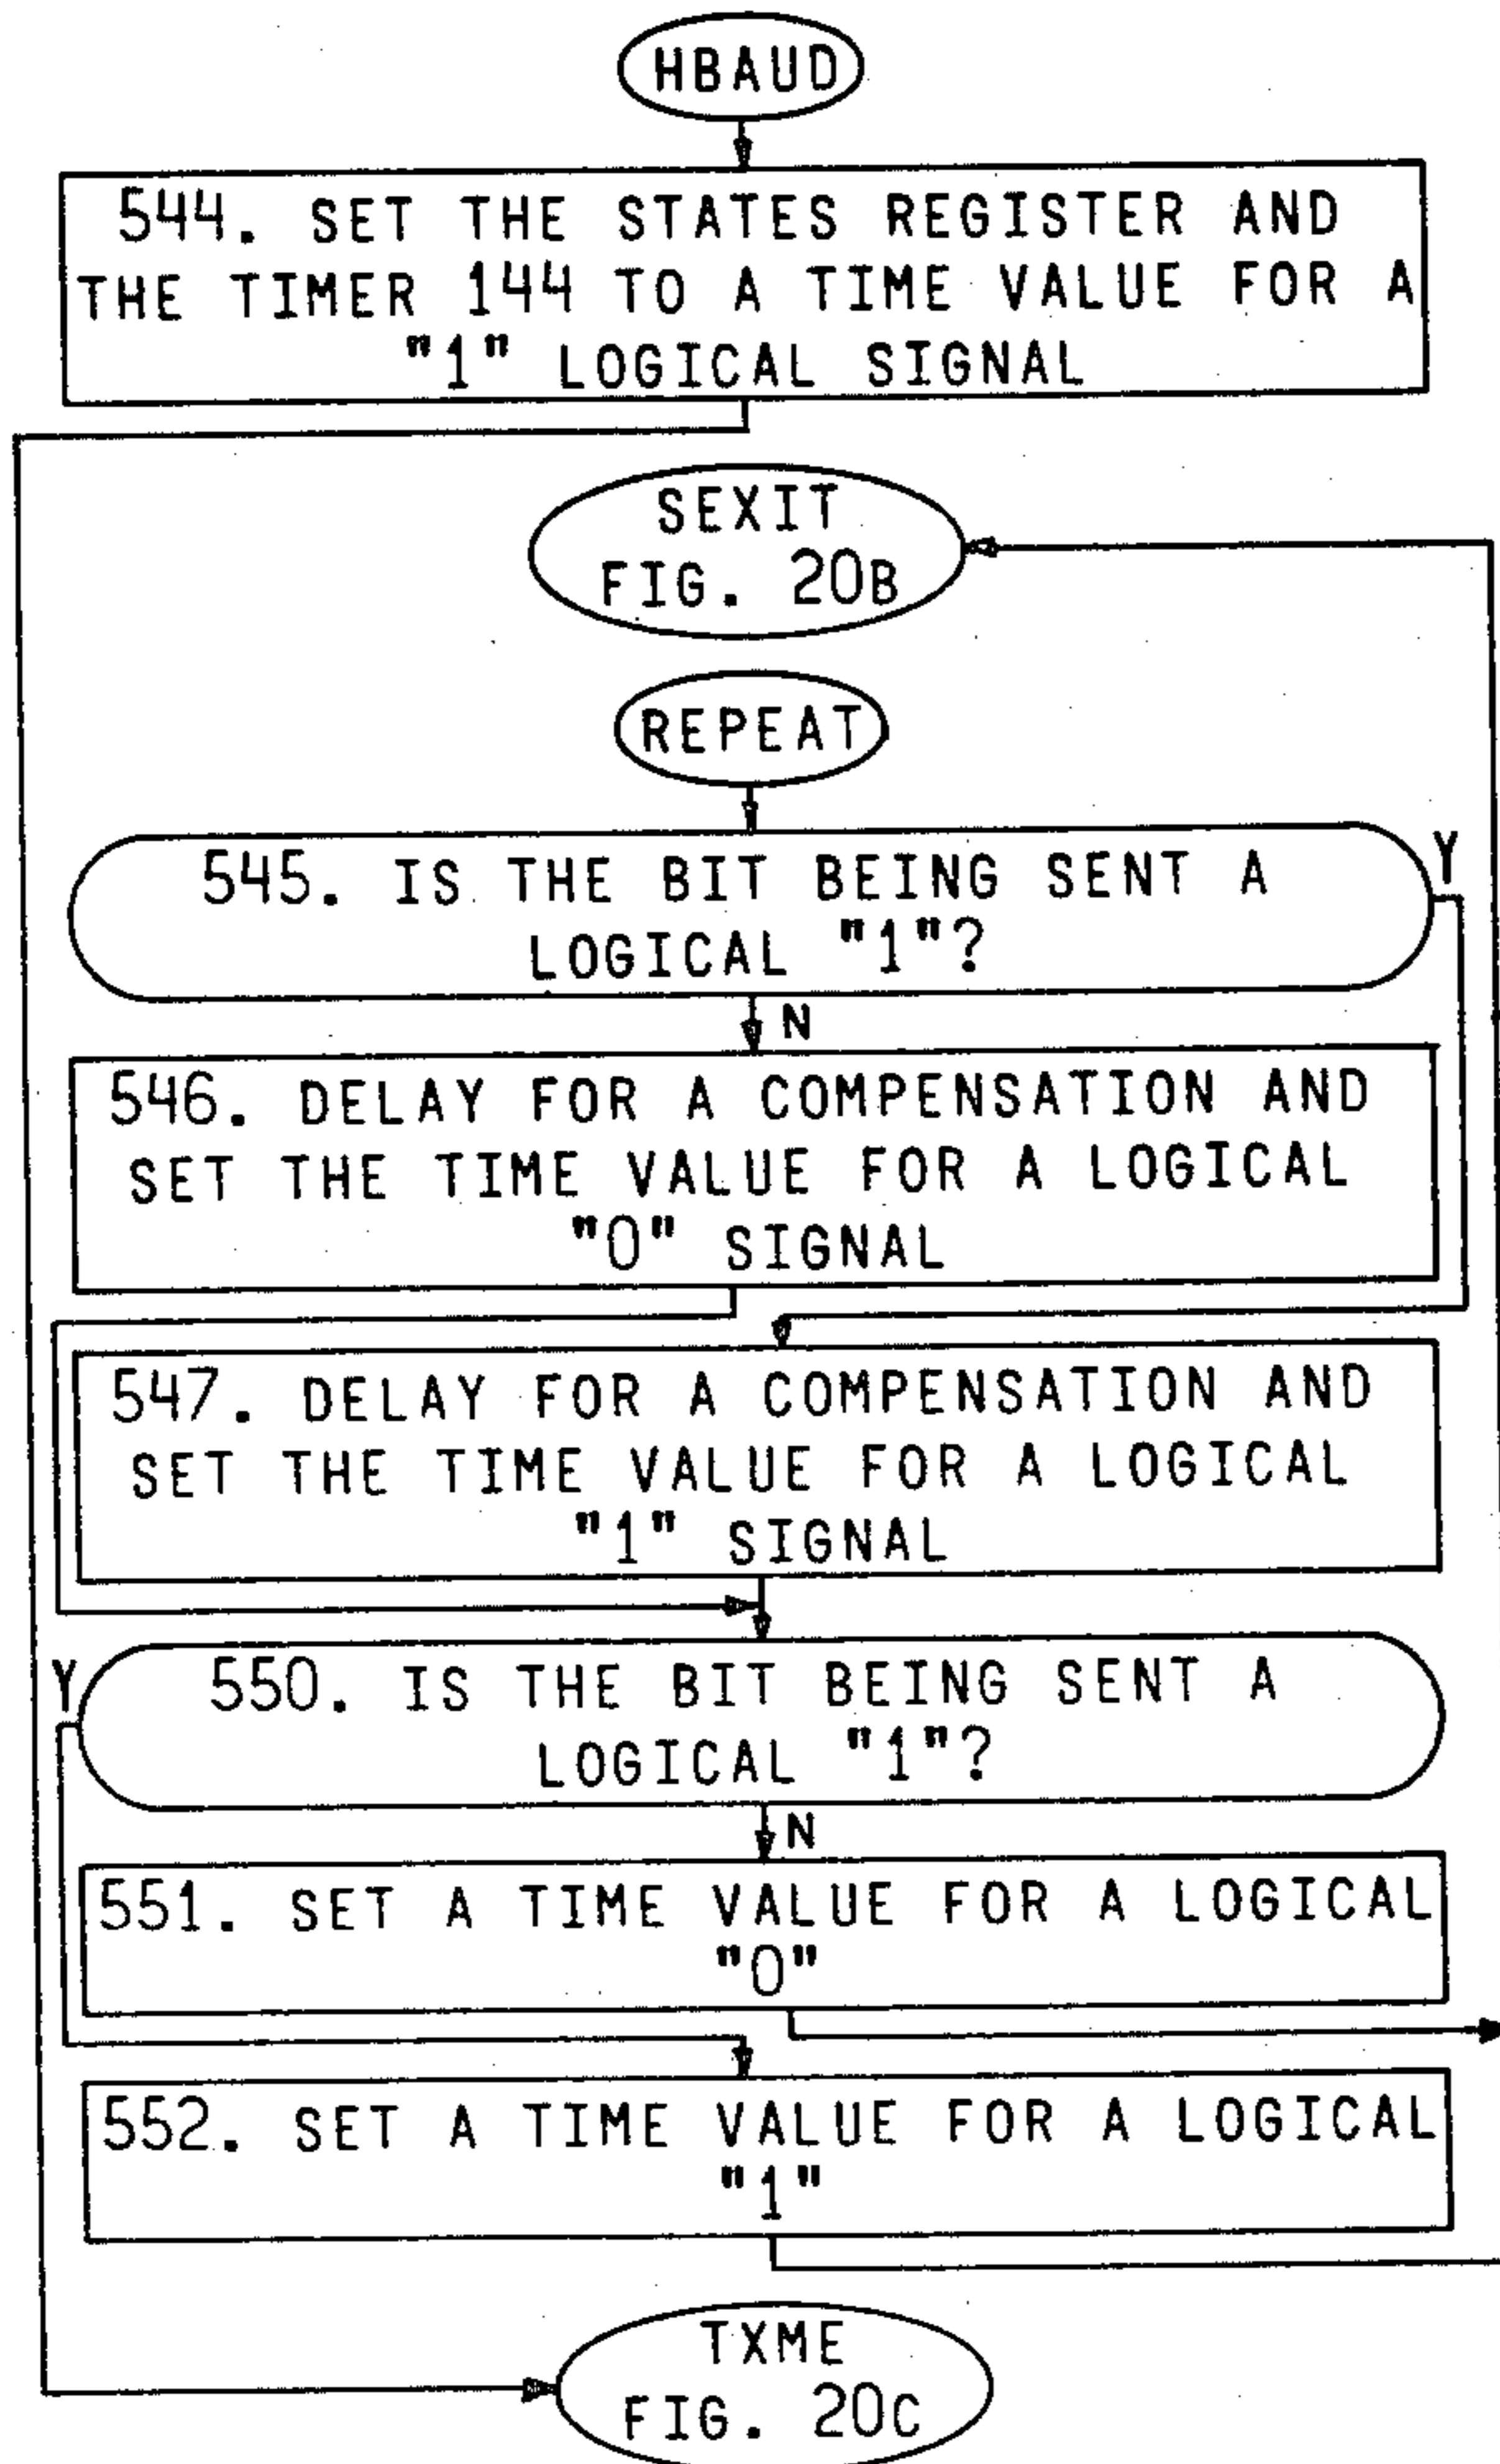 HBAUD
544. SET THE STATES REGISTER AND
THE TIMER 144 TO A TIME VALUE FOR A
"1" LOGICAL SIGNAL
SEXIT
FIG. 20B
REPEAT
545. IS THE BIT BEING SENT A
LOGICAL "1"?
Y
N
546. DELAY FOR A COMPENSATION AND
SET THE TIME VALUE FOR A LOGICAL
"0" SIGNAL
547. DELAY FOR A COMPENSATION AND
SET THE TIME VALUE FOR A LOGICAL
"1" SIGNAL
Y
550. IS THE BIT BEING SENT A
LOGICAL "1"?
N
551. SET A TIME VALUE FOR A LOGICAL
"0"
552. SET A TIME VALUE FOR A LOGICAL
"1"
TXME
FIG. 20C